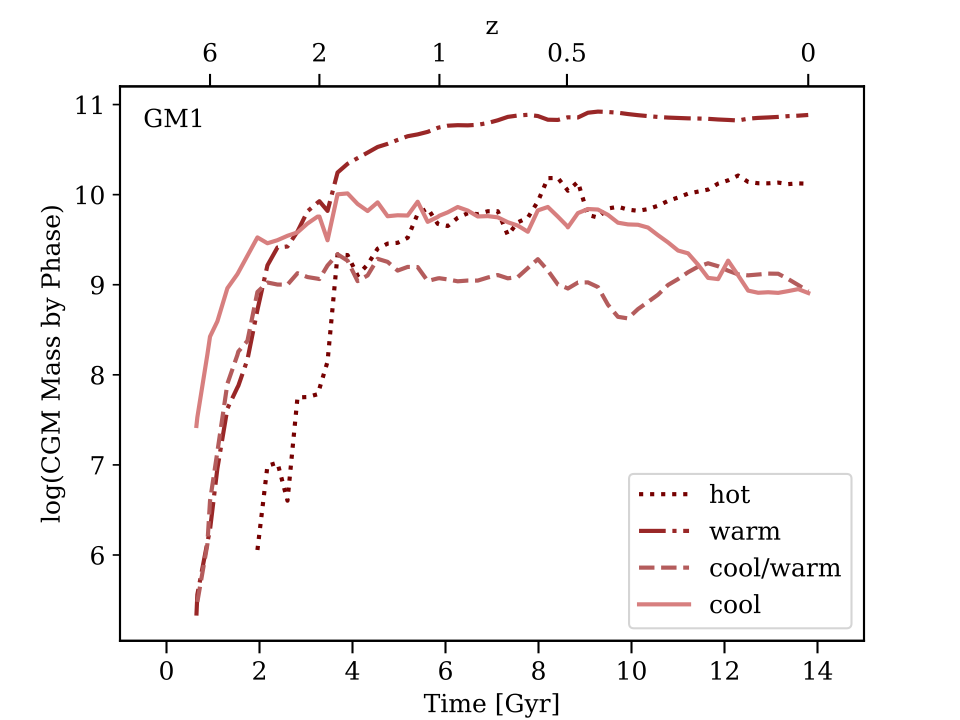 z
6 2 1 0.5 0
GM1
11
10
9
8
7
6
log(CGM Mass by Phase)
hot
warm
cool/warm
cool
0 2 4 6 8 10 12 14
Time [Gyr]